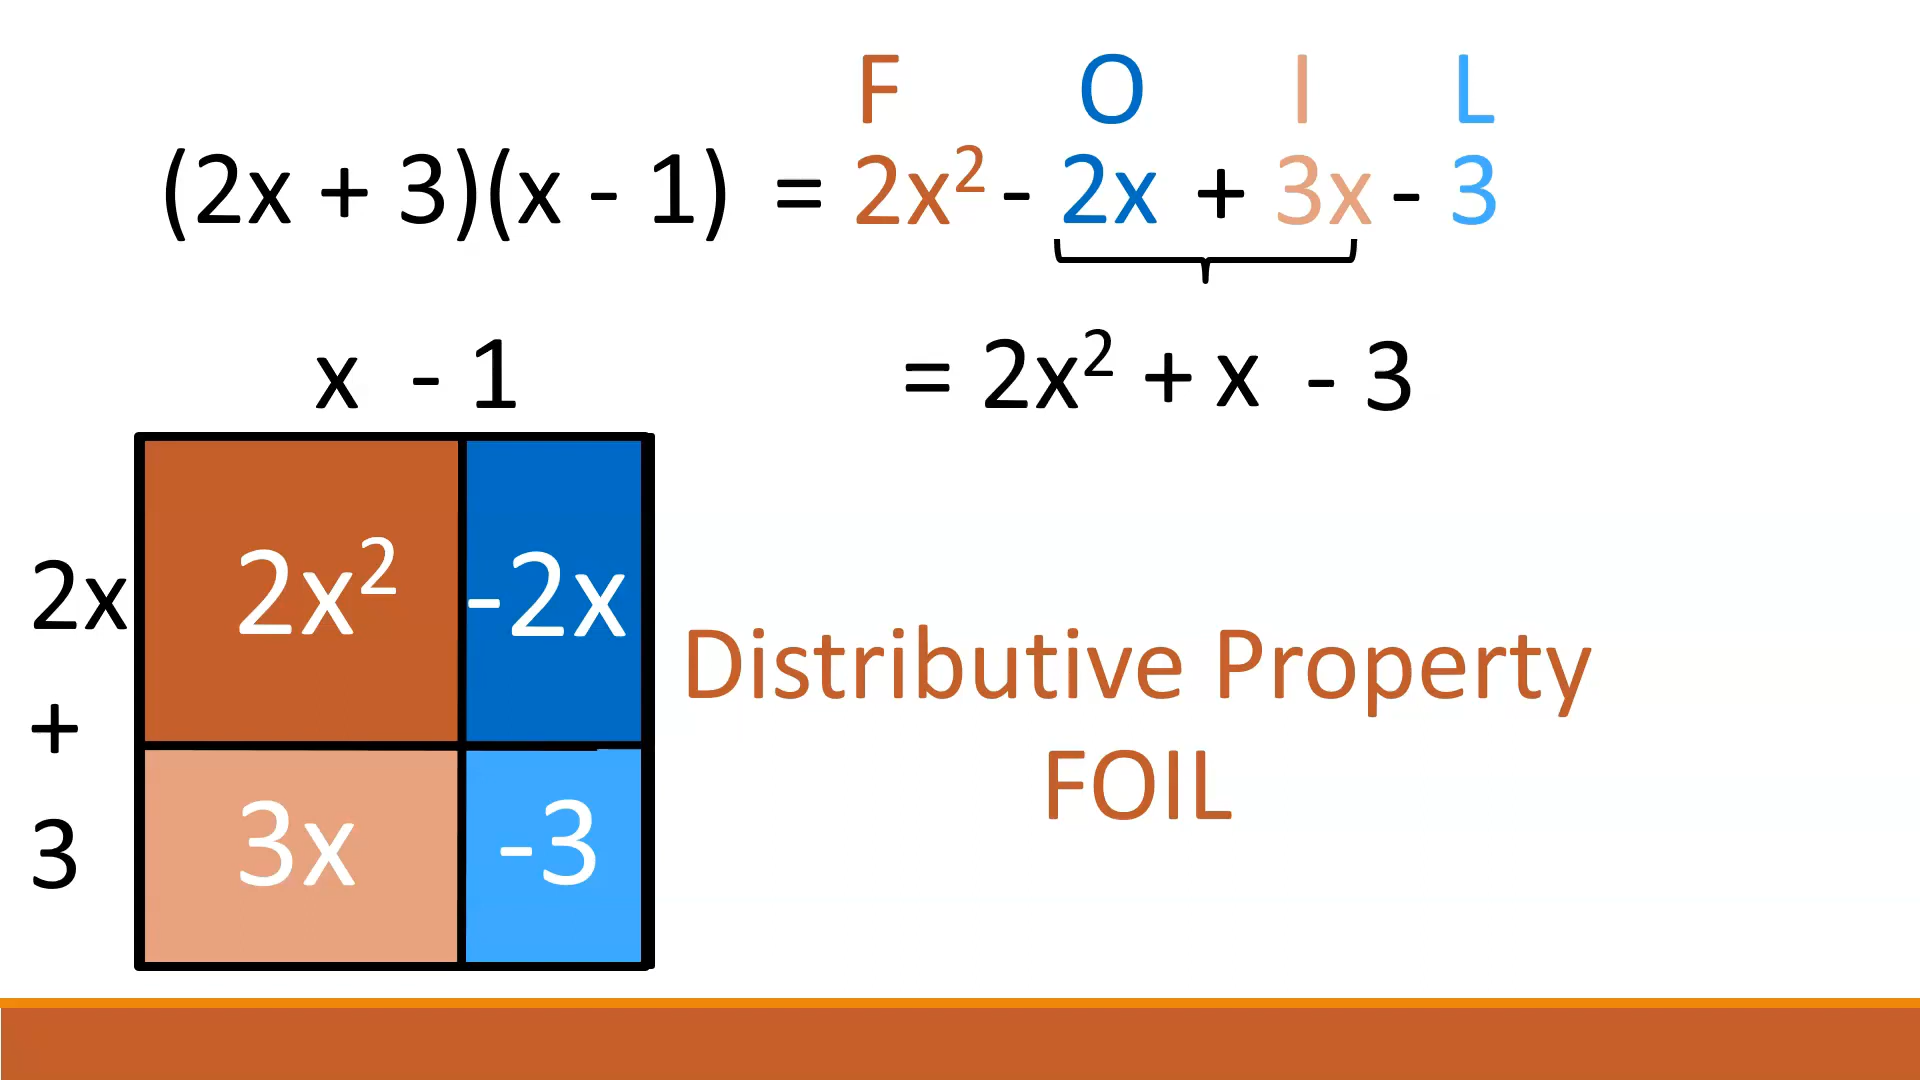 F O I L
(2x + 3)(x - 1) = 2x² - 2x + 3x - 3
= 2x² + x - 3
x - 1
2x 2x² -2x
+
3 3x -3
Distributive Property
FOIL